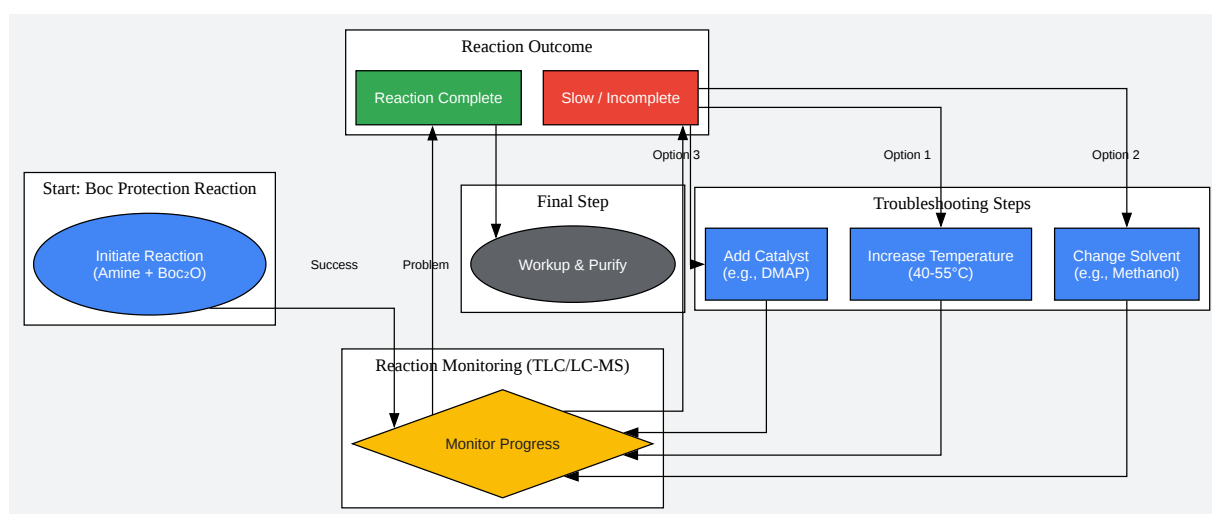 Reaction Outcome
Reaction Complete
Slow / Incomplete
Option 3
Option 1
Option 2
Start: Boc Protection Reaction
Initiate Reaction
(Amine + Boc₂O)
Success
Problem
Final Step
Workup & Purify
Troubleshooting Steps
Add Catalyst
(e.g., DMAP)
Increase Temperature
(40-55°C)
Change Solvent
(e.g., Methanol)
Reaction Monitoring (TLC/LC-MS)
Monitor Progress